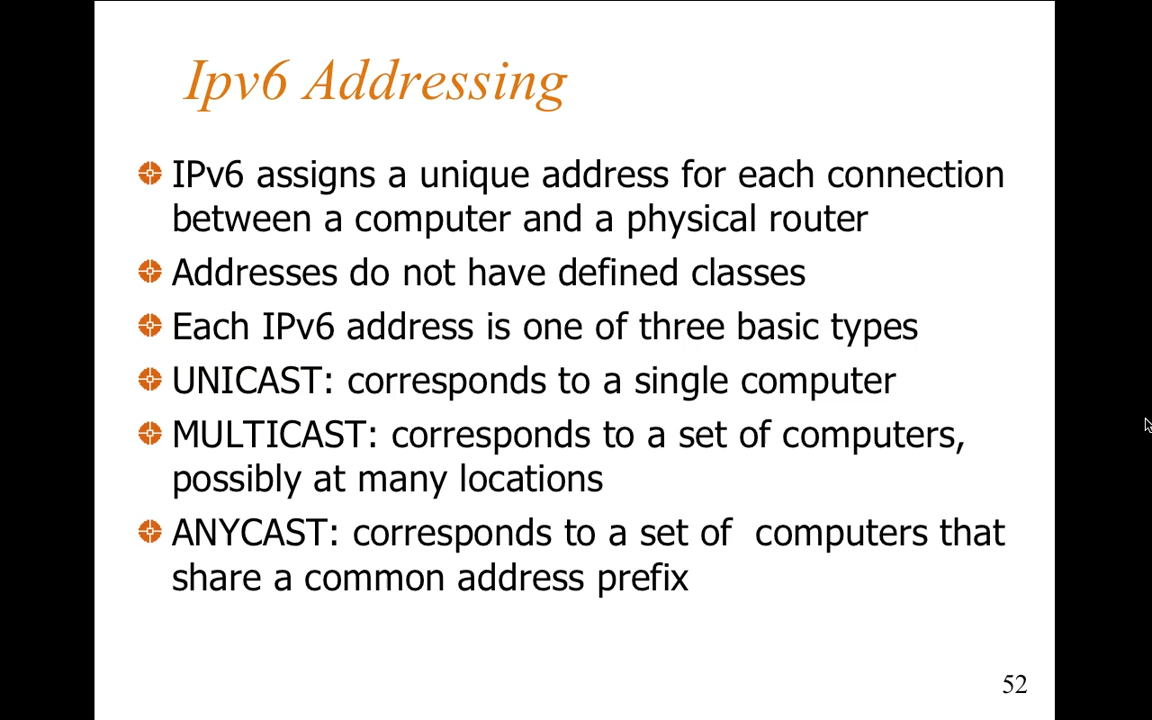 Ipv6 Addressing
IPv6 assigns a unique address for each connection
between a computer and a physical router
Addresses do not have defined classes
Each IPv6 address is one of three basic types
UNICAST: corresponds to a single computer
MULTICAST: corresponds to a set of computers,
possibly at many locations
ANYCAST: corresponds to a set of  computers that
share a common address prefix
52